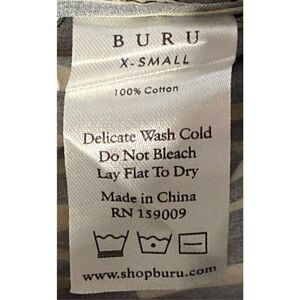 BURU
X-SMALL
100% Cotton
Delicate Wash Cold
Do Not Bleach
Lay Flat To Dry
Made in China
RN 159009
www.shopburu.com